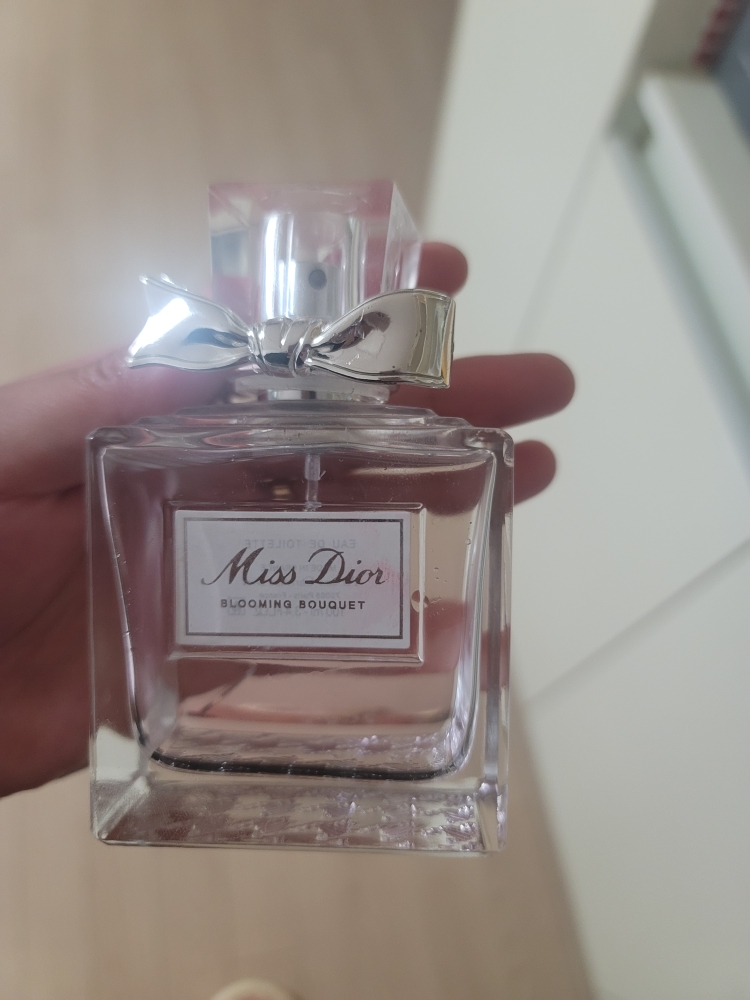 Miss Dior
BLOOMING BOUQUET
EAU DE TOILETTE